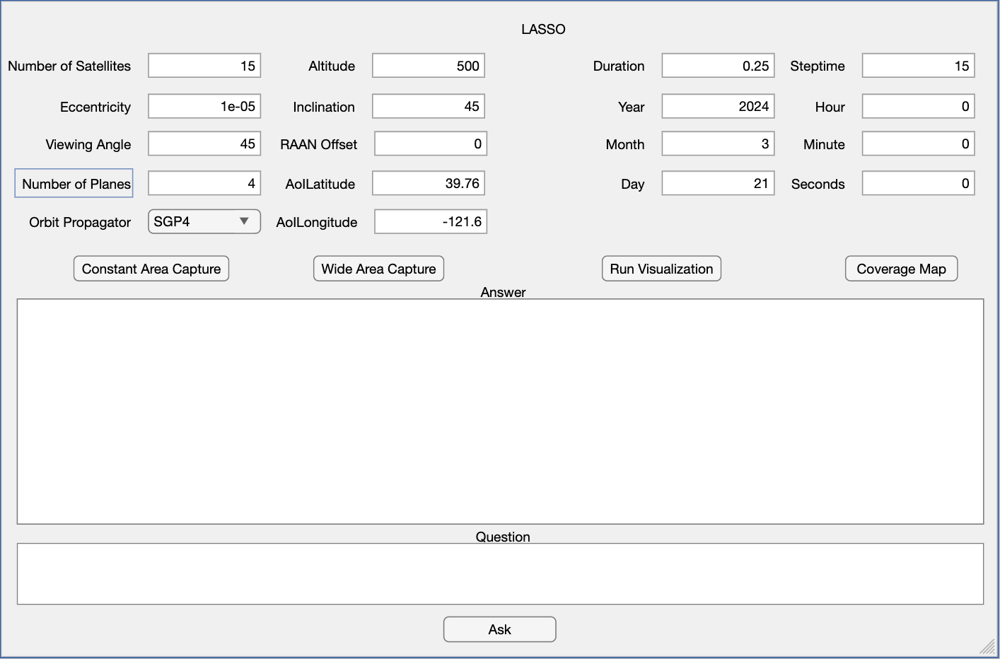 LASSO
Number of Satellites 15 Altitude 500 Duration 0.25 Steptime 15
Eccentricity 1e-05 Inclination 45 Year 2024 Hour 0
Viewing Angle 45 RAAN Offset 0 Month 3 Minute 0
Number of Planes 4 AoILatitude 39.76 Day 21 Seconds 0
Orbit Propagator SGP4 AoILongitude -121.6
Constant Area Capture Wide Area Capture Run Visualization Coverage Map
Answer
Question
Ask